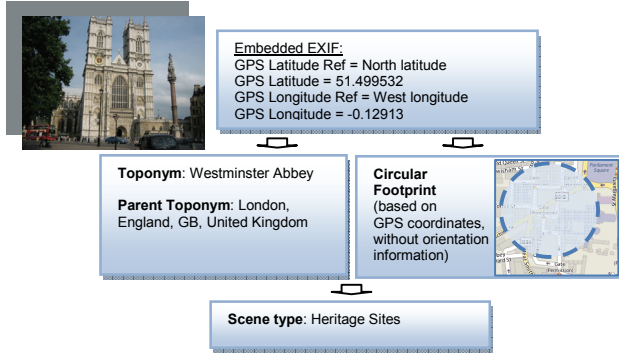 Embedded EXIF:
GPS Latitude Ref = North latitude
GPS Latitude = 51.499532
GPS Longitude Ref = West longitude
GPS Longitude = -0.12913
Toponym: Westminster Abbey
Parent Toponym: London,
England, GB, United Kingdom
Circular
Footprint
(based on
GPS coordinates,
without orientation
information)
Parliament
Square
Scene type: Heritage Sites